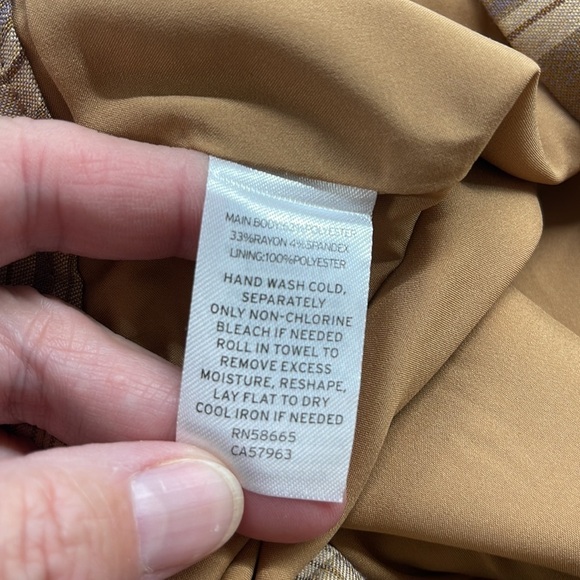 MAIN BODY:63%POLYESTER
33%RAYON 4%SPANDEX
LINING:100%POLYESTER
HAND WASH COLD,
SEPARATELY
ONLY NON-CHLORINE
BLEACH IF NEEDED
ROLL IN TOWEL TO
REMOVE EXCESS
MOISTURE, RESHAPE,
LAY FLAT TO DRY
COOL IRON IF NEEDED
RN58665
CA57963